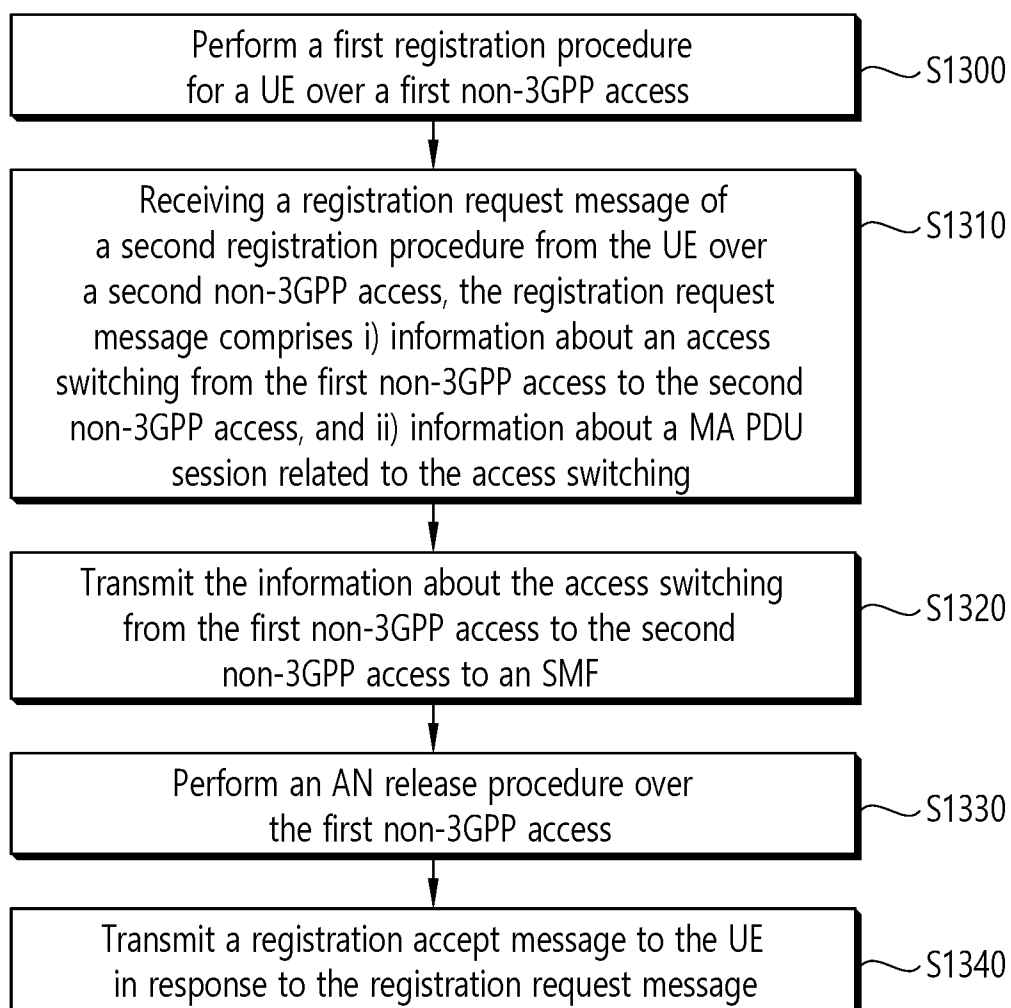 Perform a first registration procedure
for a UE over a first non-3GPP access
S1300
Receiving a registration request message of
a second registration procedure from the UE over
a second non-3GPP access, the registration request
message comprises i) information about an access
switching from the first non-3GPP access to the second
non-3GPP access, and ii) information about a MA PDU
session related to the access switching
S1310
Transmit the information about the access switching
from the first non-3GPP access to the second
non-3GPP access to an SMF
S1320
Perform an AN release procedure over
the first non-3GPP access
S1330
Transmit a registration accept message to the UE
in response to the registration request message
S1340